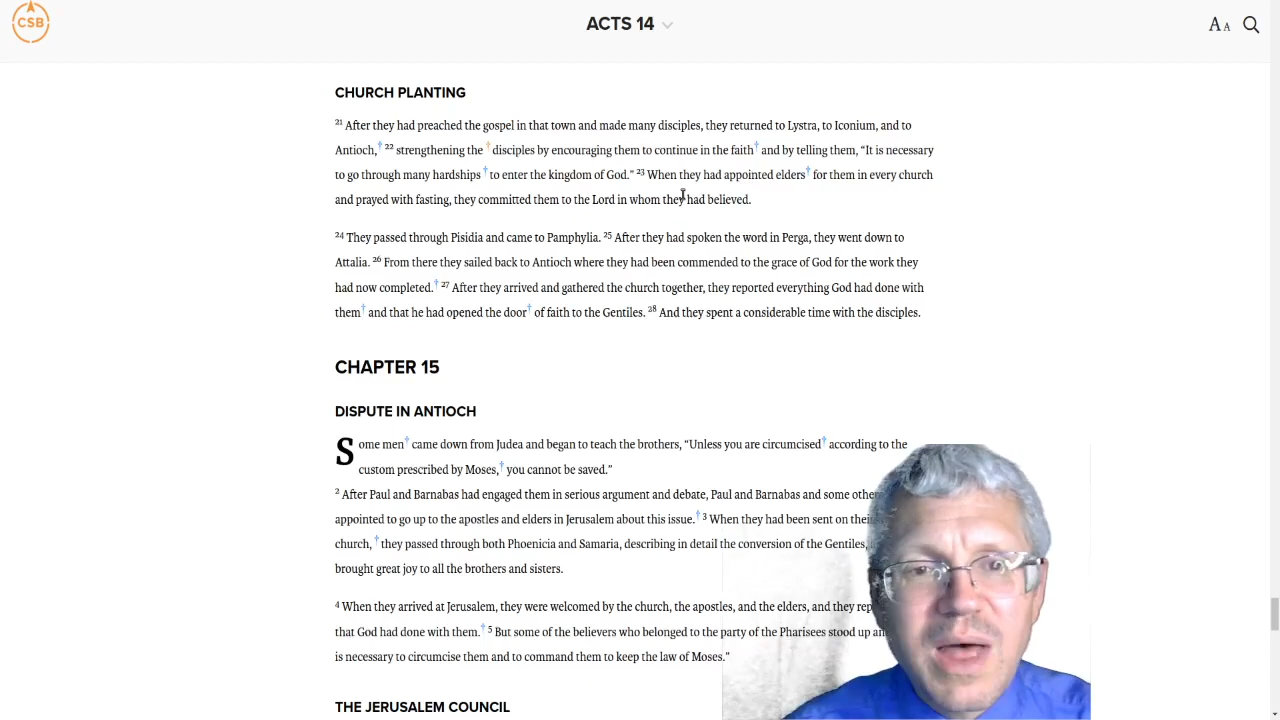 CSB
ACTS 14
A A
CHURCH PLANTING
21 After they had preached the gospel in that town and made many disciples, they returned to Lystra, to Iconium, and to
Antioch,† 22 strengthening the † disciples by encouraging them to continue in the faith† and by telling them, “It is necessary
to go through many hardships † to enter the kingdom of God.” 23 When they had appointed elders† for them in every church
and prayed with fasting, they committed them to the Lord in whom they had believed.
24 They passed through Pisidia and came to Pamphylia. 25 After they had spoken the word in Perga, they went down to
Attalia. 26 From there they sailed back to Antioch where they had been commended to the grace of God for the work they
had now completed.† 27 After they arrived and gathered the church together, they reported everything God had done with
them† and that he had opened the door† of faith to the Gentiles. 28 And they spent a considerable time with the disciples.
CHAPTER 15
DISPUTE IN ANTIOCH
Some men† came down from Judea and began to teach the brothers, “Unless you are circumcised† according to the
custom prescribed by Moses,† you cannot be saved.”
2 After Paul and Barnabas had engaged them in serious argument and debate, Paul and Barnabas and some other
appointed to go up to the apostles and elders in Jerusalem about this issue.† 3 When they had been sent on
church, † they passed through both Phoenicia and Samaria, describing in detail the conversion of the Gentiles,
brought great joy to all the brothers and sisters.
4 When they arrived at Jerusalem, they were welcomed by the church, the apostles, and the elders, and they
that God had done with them.† 5 But some of the believers who belonged to the party of the Pharisees stood up
is necessary to circumcise them and to command them to keep the law of Moses.”
THE JERUSALEM COUNCIL